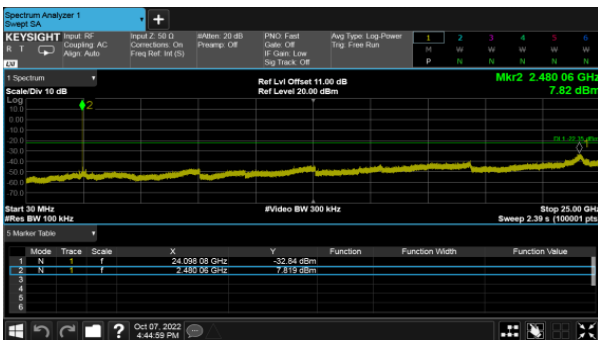 Spectrum Analyzer 1
Swept SA
KEYSIGHT Input: RF Input Z: 50 Ω #Atten: 20 dB PNO: Fast Avg Type: Log-Power 1 2 3 4 5 6
R T Coupling: AC Corrections: On Preamp: Off Gate: Off Trig: Free Run M W W W W W
Align: Auto Freq Ref: Int (S) IF Gain: Low P N N N N N
LXI Sig Track: Off
1 Spectrum Ref Lvl Offset 11.00 dB Mkr2 2.480 06 GHz
Scale/Div 10 dB Ref Level 20.00 dBm 7.82 dBm
Log
10.0 2
0.00
-10.0
-20.0 1
-30.0
-40.0
-50.0
-60.0
-70.0
Start 30 MHz #Video BW 300 kHz Stop 25.00 GHz
#Res BW 100 kHz Sweep 2.39 s (100001 pts
5 Marker Table
Mode Trace Scale X Y Function Function Width Function Value
1 N 1 f 24.098 08 GHz -32.84 dBm
2 N 1 f 2.480 06 GHz 7.819 dBm
3
4
5
6
? Oct 07, 2022
4:44:59 PM